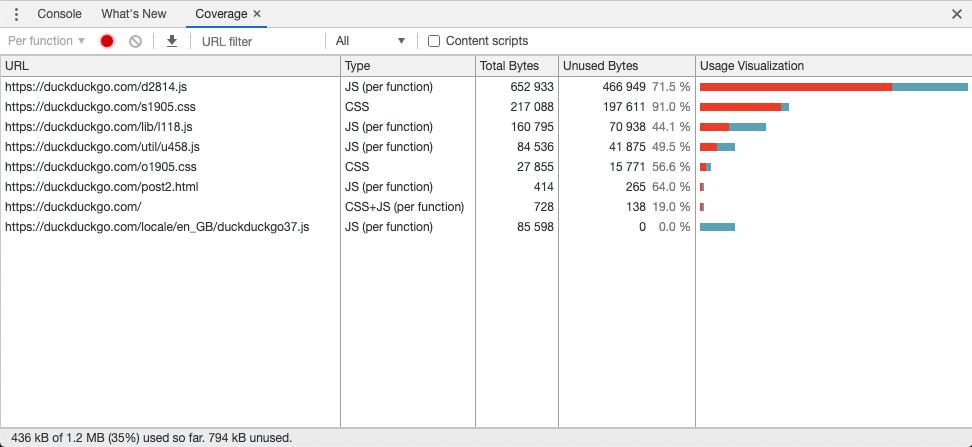 Console What's New Coverage ×
Per function ▼ URL filter All ▼ Content scripts
URL Type Total Bytes Unused Bytes Usage Visualization
https://duckduckgo.com/d2814.js JS (per function) 652 933 466 949 71.5 %
https://duckduckgo.com/s1905.css CSS 217 088 197 611 91.0 %
https://duckduckgo.com/lib/l118.js JS (per function) 160 795 70 938 44.1 %
https://duckduckgo.com/util/u458.js JS (per function) 84 536 41 875 49.5 %
https://duckduckgo.com/o1905.css CSS 27 855 15 771 56.6 %
https://duckduckgo.com/post2.html JS (per function) 414 265 64.0 %
https://duckduckgo.com/ CSS+JS (per function) 728 138 19.0 %
https://duckduckgo.com/locale/en_GB/duckduckgo37.js JS (per function) 85 598 0 0.0 %
436 kB of 1.2 MB (35%) used so far. 794 kB unused.